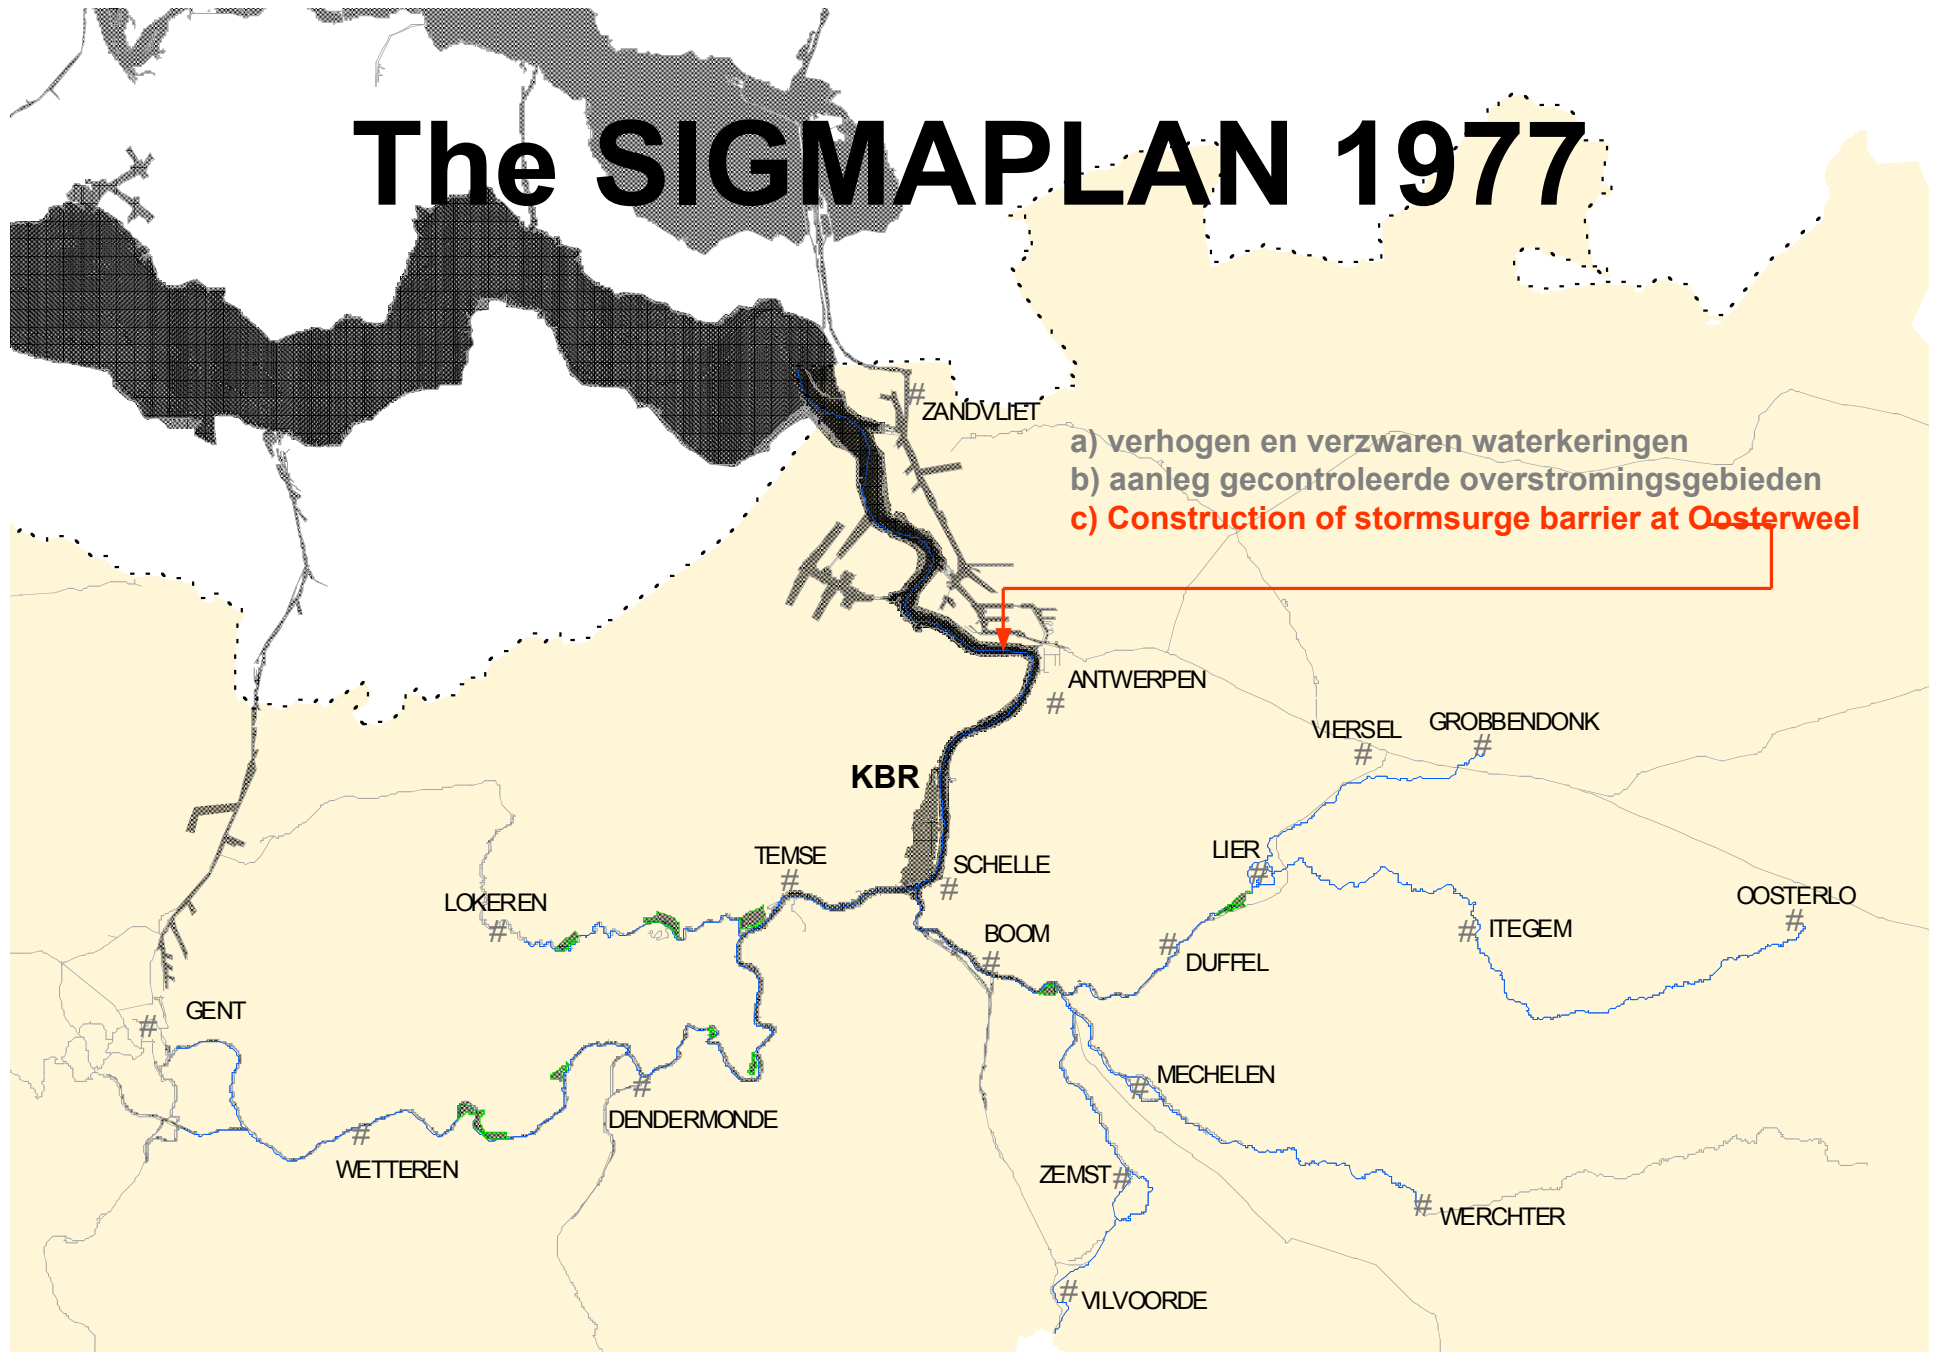 The SIGMAPLAN 1977
ZANDVLIET
a) verhogen en verzwaren waterkeringen
b) aanleg gecontroleerde overstromingsgebieden
c) Construction of stormsurge barrier at Oosterweel
ANTWERPEN
VIERSEL
GROBBENDONK
KBR
TEMSE
SCHELLE
LIER
LOKEREN
OOSTERLO
BOOM
ITEGEM
DUFFEL
GENT
MECHELEN
DENDERMONDE
WETTEREN
ZEMST
WERCHTER
VILVOORDE